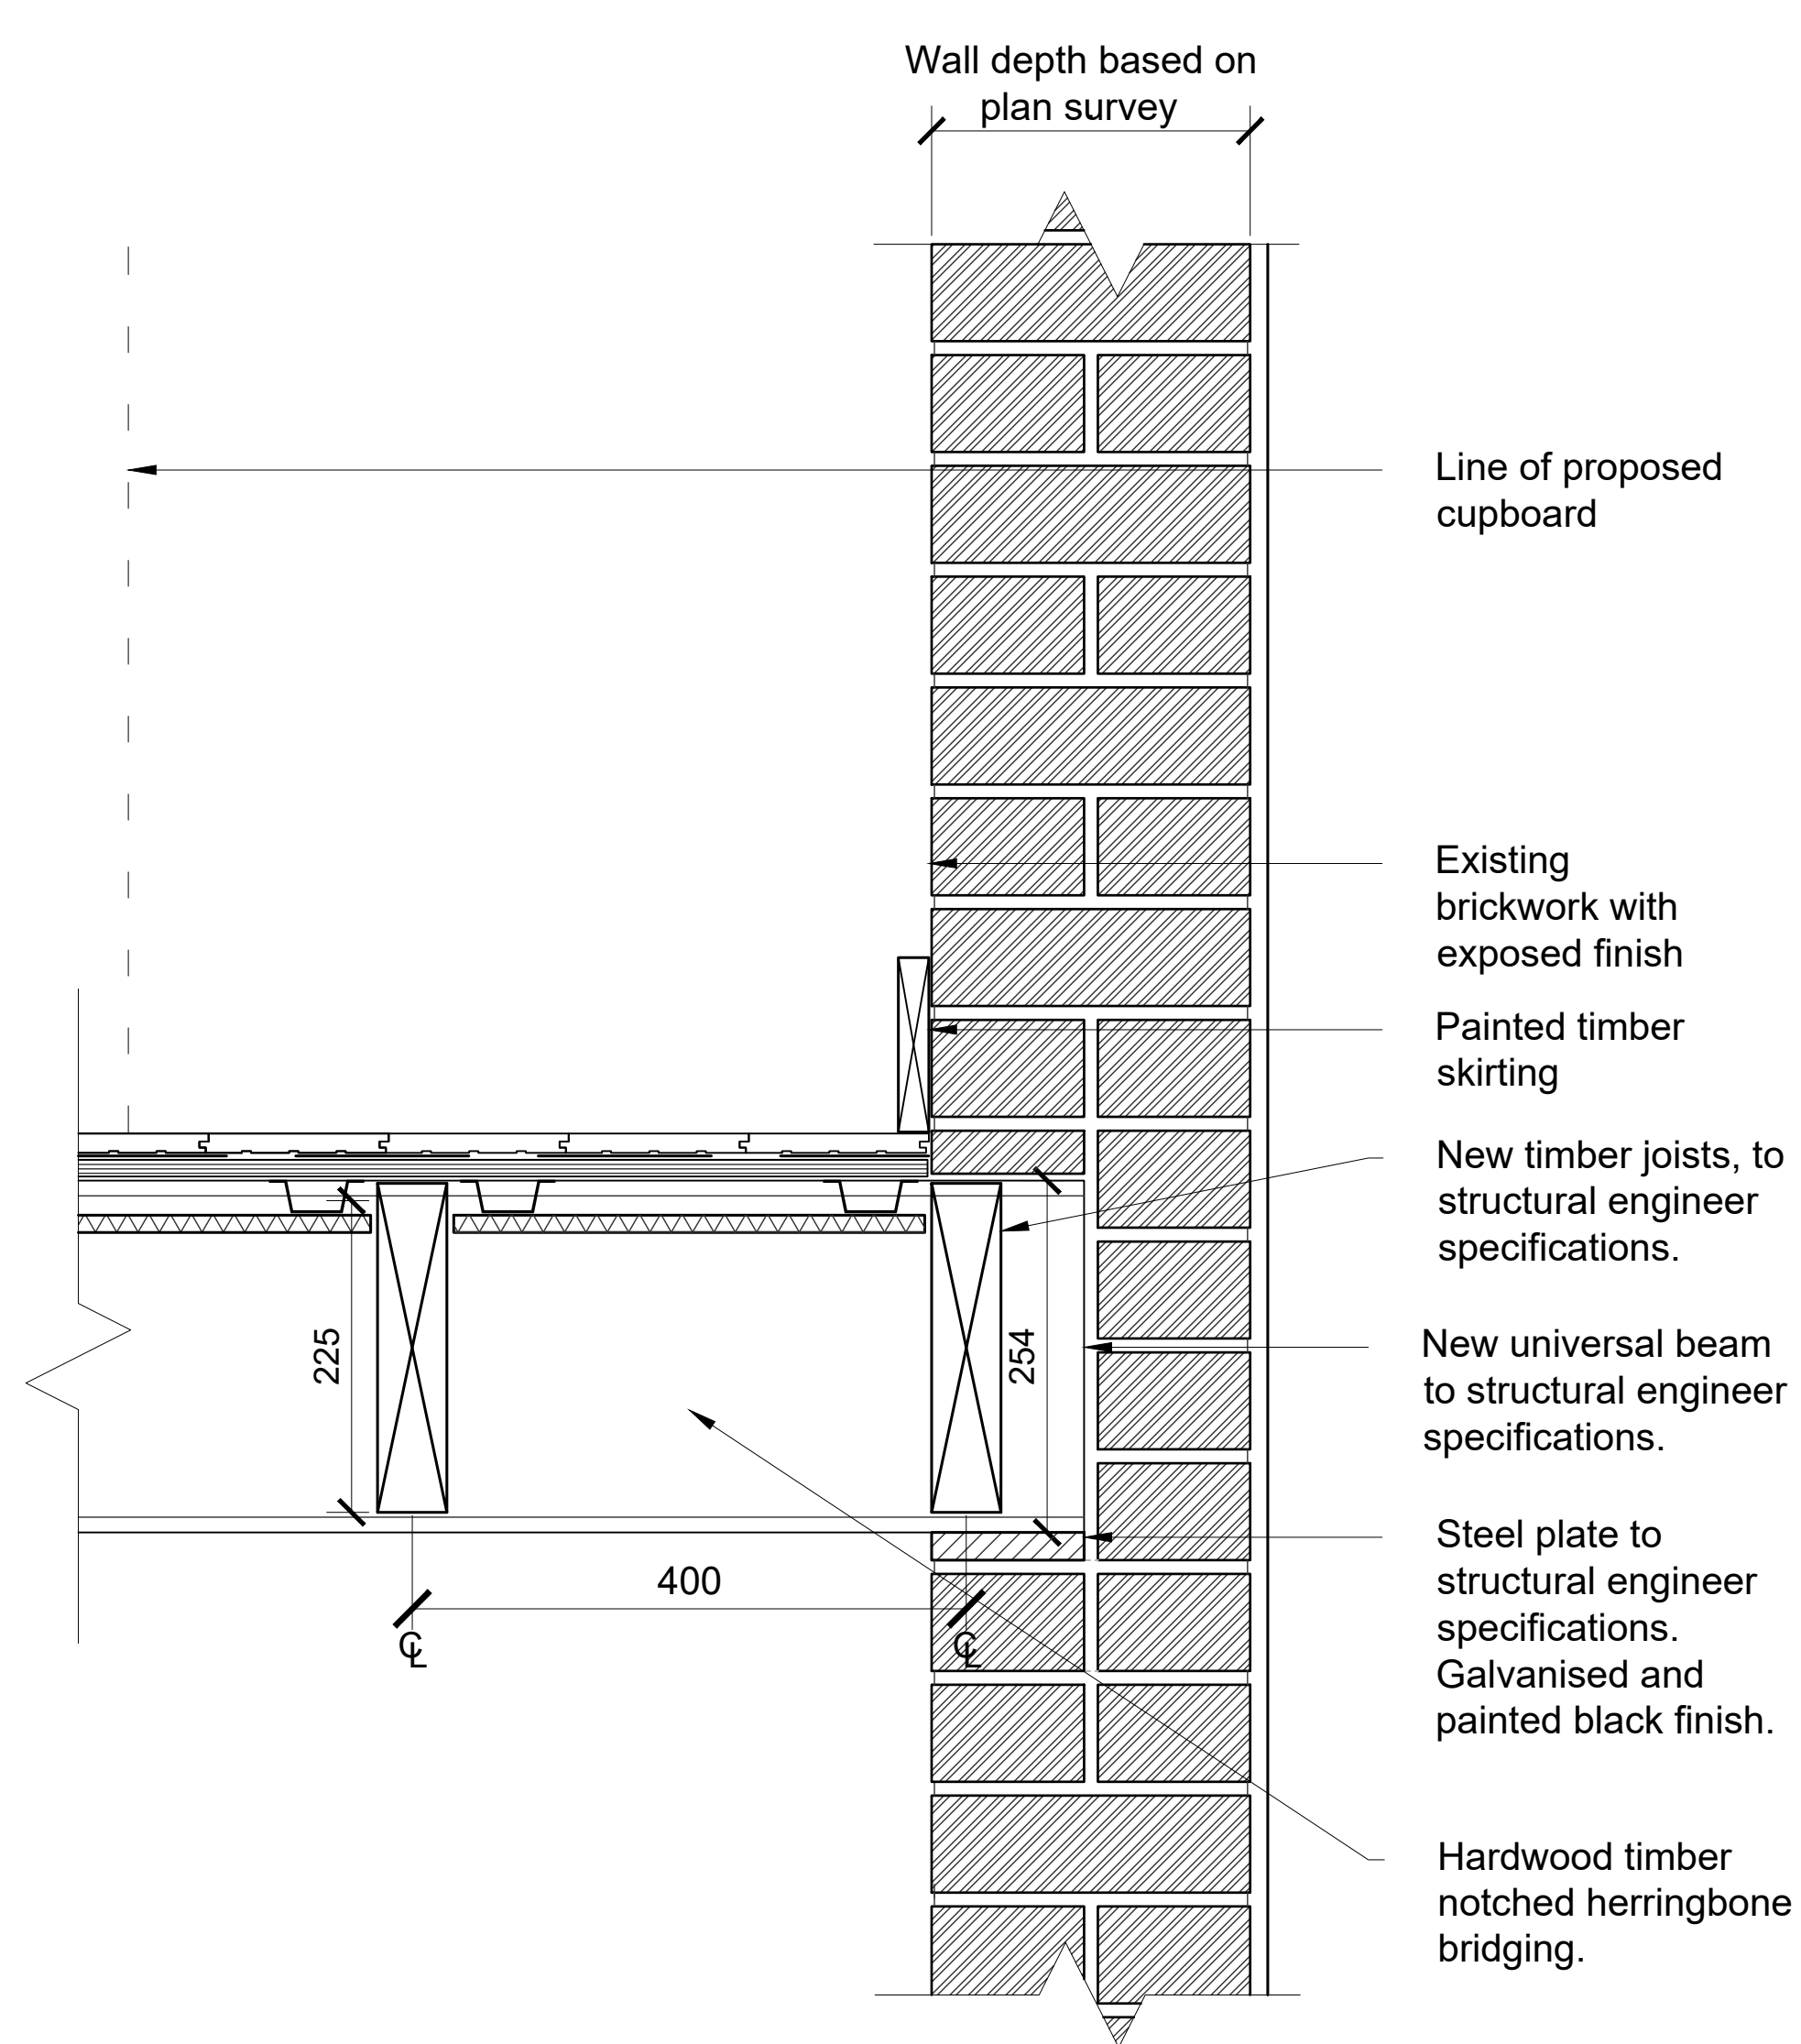 Wall depth based on
plan survey
Line of proposed
cupboard
Existing
brickwork with
exposed finish
Painted timber
skirting
New timber joists, to
structural engineer
specifications.
225
254
New universal beam
to structural engineer
specifications.
Steel plate to
structural engineer
specifications.
Galvanised and
painted black finish.
400
CL
CL
Hardwood timber
notched herringbone
bridging.